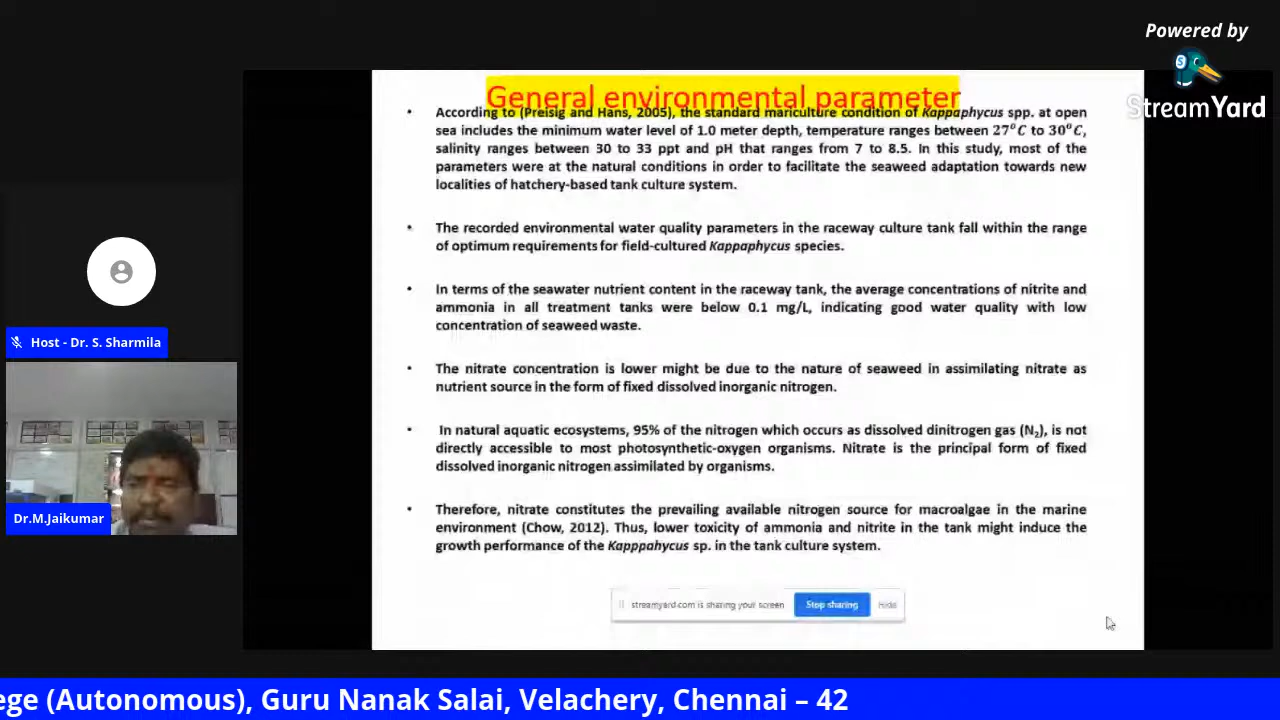 Powered by
StreamYard
General environmental parameter
• According to (Preisig and Hans, 2005), the standard mariculture condition of Kappaphycus spp. at open
sea includes the minimum water level of 1.0 meter depth, temperature ranges between 27°C to 30°C,
salinity ranges between 30 to 33 ppt and pH that ranges from 7 to 8.5. In this study, most of the
parameters were at the natural conditions in order to facilitate the seaweed adaptation towards new
localities of hatchery-based tank culture system.
• The recorded environmental water quality parameters in the raceway culture tank fall within the range
of optimum requirements for field-cultured Kappaphycus species.
• In terms of the seawater nutrient content in the raceway tank, the average concentrations of nitrite and
ammonia in all treatment tanks were below 0.1 mg/L, indicating good water quality with low
concentration of seaweed waste.
• The nitrate concentration is lower might be due to the nature of seaweed in assimilating nitrate as
nutrient source in the form of fixed dissolved inorganic nitrogen.
• In natural aquatic ecosystems, 95% of the nitrogen which occurs as dissolved dinitrogen gas (N₂), is not
directly accessible to most photosynthetic-oxygen organisms. Nitrate is the principal form of fixed
dissolved inorganic nitrogen assimilated by organisms.
• Therefore, nitrate constitutes the prevailing available nitrogen source for macroalgae in the marine
environment (Chow, 2012). Thus, lower toxicity of ammonia and nitrite in the tank might induce the
growth performance of the Kapppahycus sp. in the tank culture system.
streamyard.com is sharing your screen Stop sharing Hide
Host - Dr. S. Sharmila
Dr.M.Jaikumar
ege (Autonomous), Guru Nanak Salai, Velachery, Chennai – 42